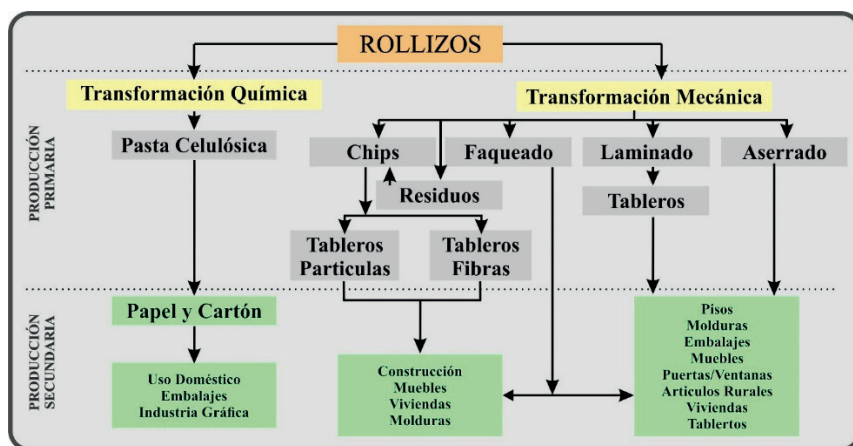 ROLLIZOS
PRODUCCIÓN
PRIMARIA
Transformación Química
Transformación Mecánica
Pasta Celulósica
Chips
Faqueado
Laminado
Aserrado
Residuos
Tableros
Tableros
Particulas
Tableros
Fibras
PRODUCCIÓN
SECUNDARIA
Papel y Cartón
Uso Doméstico
Embalajes
Industria Gráfica
Construcción
Muebles
Viviendas
Molduras
Pisos
Molduras
Embalajes
Muebles
Puertas/Ventanas
Articulos Rurales
Viviendas
Tablertos